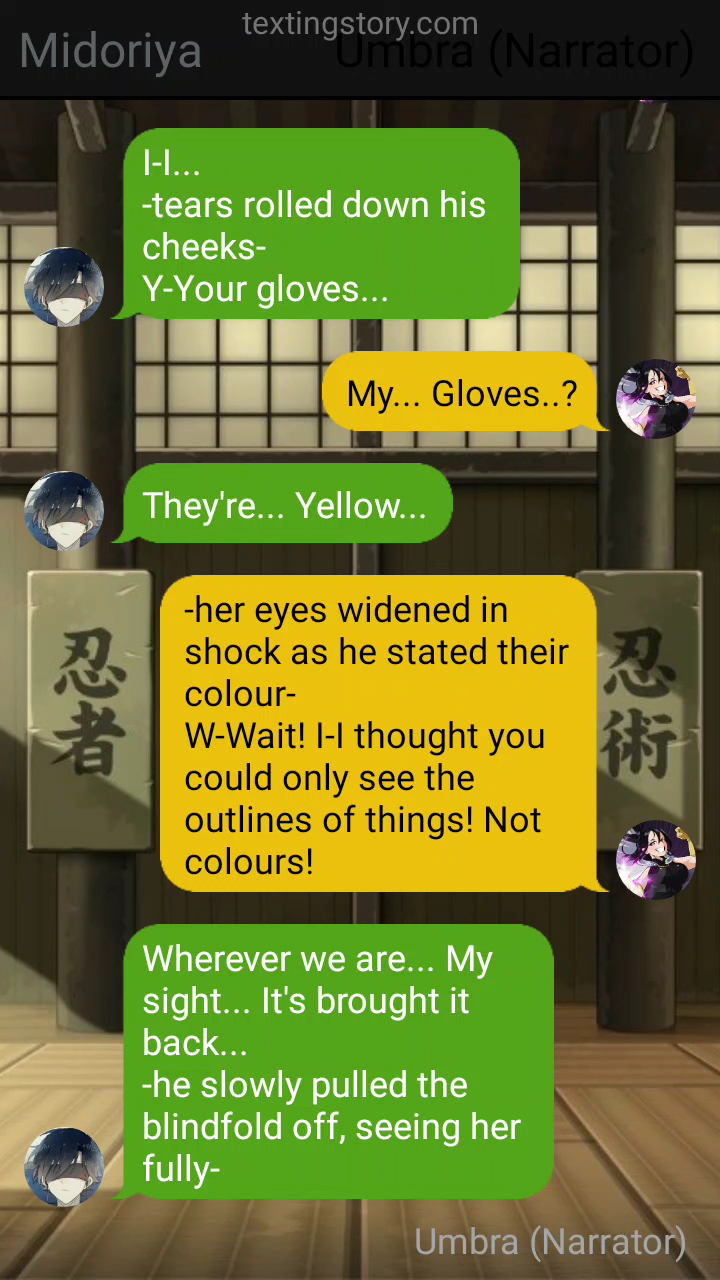 textingstory.com
Midoriya
Umbra (Narrator)
I-I...
-tears rolled down his
cheeks-
Y-Your gloves...
My... Gloves..?
They're... Yellow...
-her eyes widened in
shock as he stated their
colour-
W-Wait! I-I thought you
could only see the
outlines of things! Not
colours!
忍者
忍術
Wherever we are... My
sight... It's brought it
back...
-he slowly pulled the
blindfold off, seeing her
fully-
Umbra (Narrator)